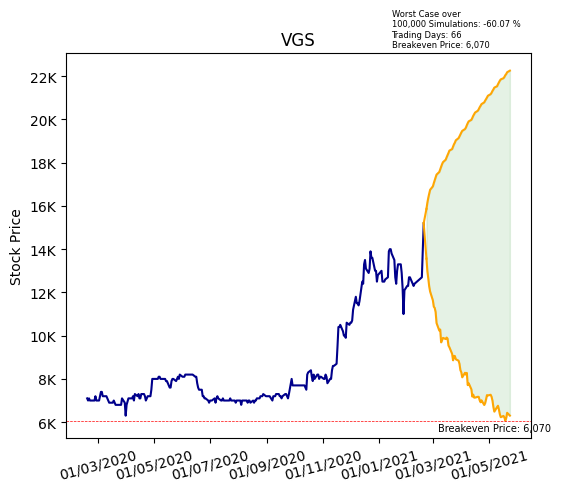 Worst Case over
100,000 Simulations: -60.07 %
Trading Days: 66
Breakeven Price: 6,070
VGS
Stock Price
22K
20K
18K
16K
14K
12K
10K
8K
6K
Breakeven Price: 6,070
01/03/2020
01/05/2020
01/07/2020
01/09/2020
01/11/2020
01/01/2021
01/03/2021
01/05/2021